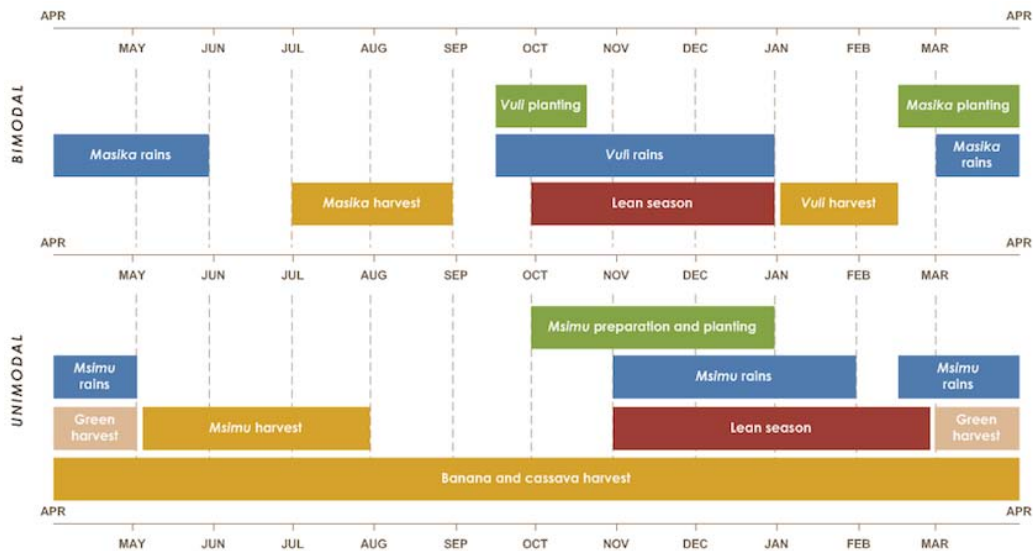 APR APR
MAY JUN JUL AUG SEP OCT NOV DEC JAN FEB MAR
BIMODAL
Vuli planting
Masika planting
Masika rains
Vuli rains
Masika
rains
Masika harvest
Lean season
Vuli harvest
APR APR
MAY JUN JUL AUG SEP OCT NOV DEC JAN FEB MAR
UNIMODAL
Msimu preparation and planting
Msimu
rains
Msimu rains
Msimu
rains
Green
harvest
Msimu harvest
Lean season
Green
harvest
Banana and cassava harvest
APR APR
MAY JUN JUL AUG SEP OCT NOV DEC JAN FEB MAR